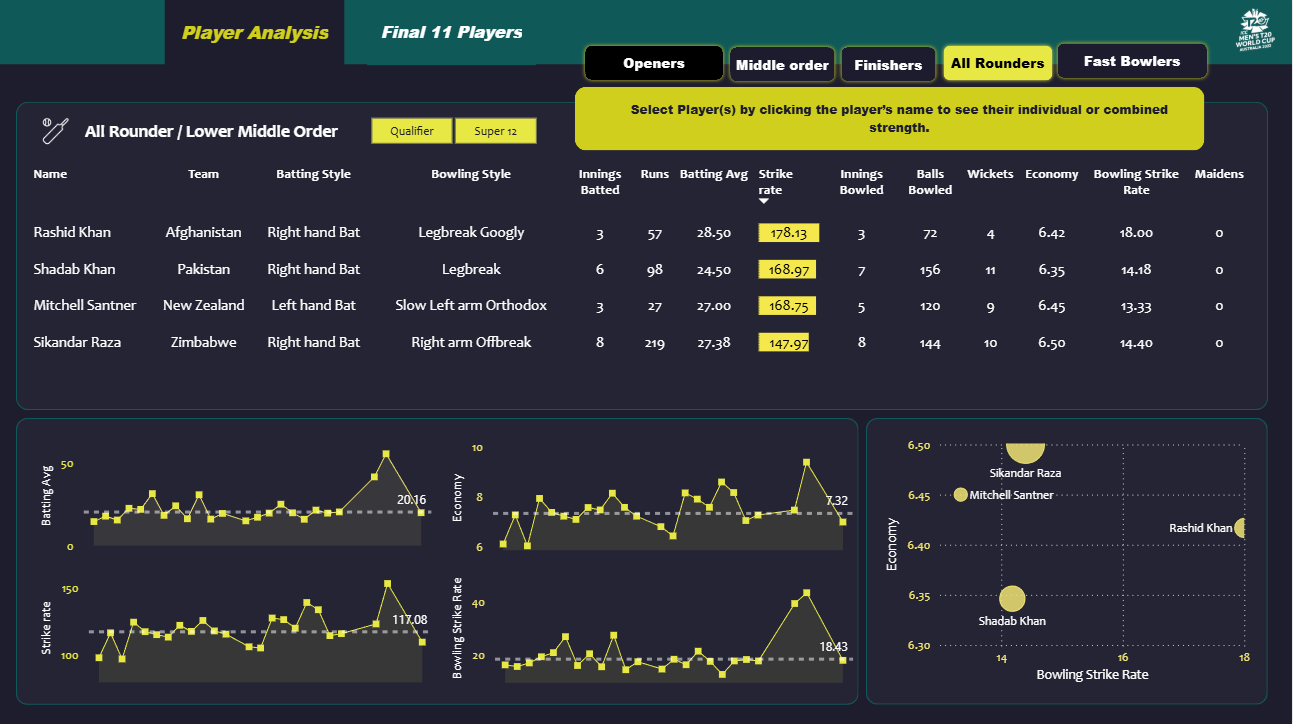 Player Analysis
Final 11 Players
T20
ICC
MEN'S T20
WORLD CUP
AUSTRALIA 2022
Openers
Middle order
Finishers
All Rounders
Fast Bowlers
Select Player(s) by clicking the player's name to see their individual or combined
strength.
All Rounder / Lower Middle Order
Qualifier
Super 12
Name Team Batting Style Bowling Style Innings Batted Runs Batting Avg Strike rate Innings Bowled Balls Bowled Wickets Economy Bowling Strike Rate Maidens
Rashid Khan Afghanistan Right hand Bat Legbreak Googly 3 57 28.50 178.13 3 72 4 6.42 18.00 0
Shadab Khan Pakistan Right hand Bat Legbreak 6 98 24.50 168.97 7 156 11 6.35 14.18 0
Mitchell Santner New Zealand Left hand Bat Slow Left arm Orthodox 3 27 27.00 168.75 5 120 9 6.45 13.33 0
Sikandar Raza Zimbabwe Right hand Bat Right arm Offbreak 8 219 27.38 147.97 8 144 10 6.50 14.40 0
Batting Avg
50
0
20.16
Economy
10
8
6
7.32
Strike rate
150
100
117.08
Bowling Strike Rate
40
20
18.43
Economy
6.50
6.45
6.40
6.35
6.30
Sikandar Raza
Mitchell Santner
Rashid Khan
Shadab Khan
14 16 18
Bowling Strike Rate